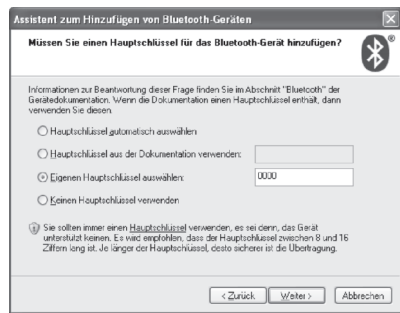 Assistent zum Hinzufügen von Bluetooth-Geräten
Müssen Sie einen Hauptschlüssel für das Bluetooth-Gerät hinzufügen?
Informationen zur Beantwortung dieser Frage finden Sie im Abschnitt "Bluetooth" der
Gerätedokumentation. Wenn die Dokumentation einen Hauptschlüssel enthält, dann
verwenden Sie diesen.
Hauptschlüssel automatisch auswählen
Hauptschlüssel aus der Dokumentation verwenden:
Eigenen Hauptschlüssel auswählen: 0000
Keinen Hauptschlüssel verwenden
Sie sollten immer einen Hauptschlüssel verwenden, es sei denn, das Gerät
unterstützt keinen. Es wird empfohlen, dass der Hauptschlüssel zwischen 8 und 16
Ziffern lang ist. Je länger der Hauptschlüssel, desto sicherer ist die Übertragung.
< Zurück Weiter > Abbrechen